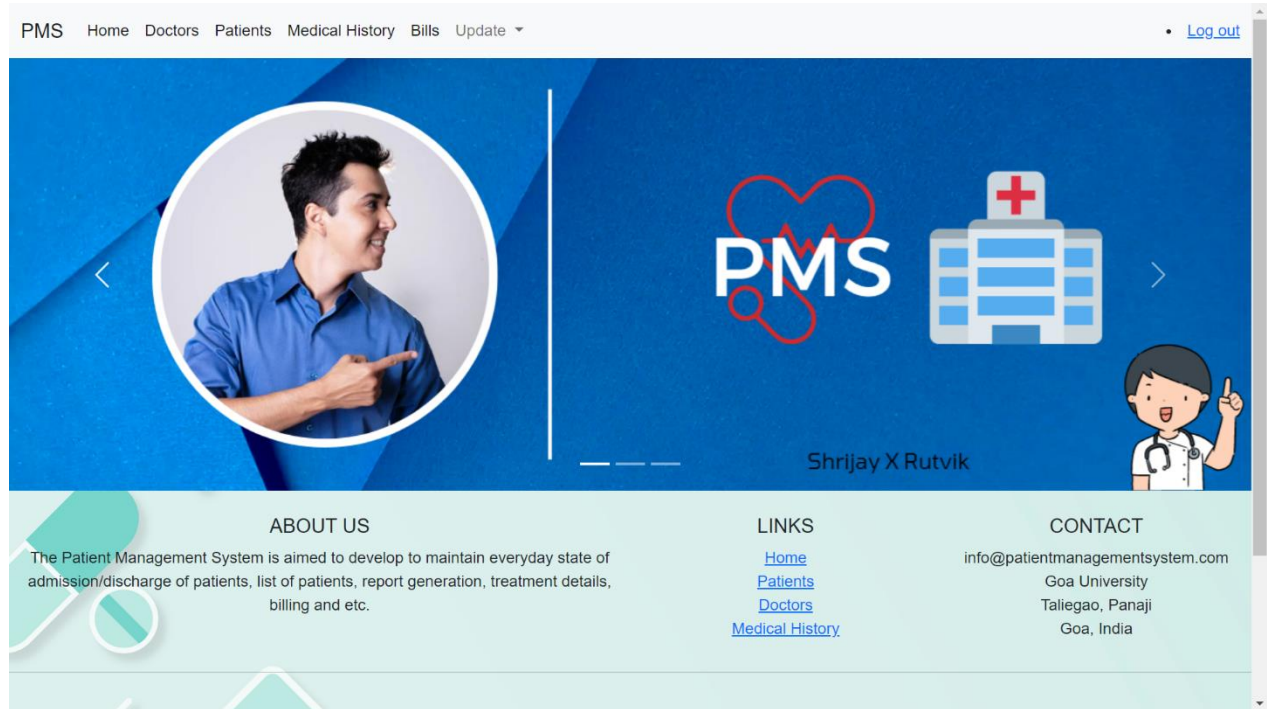 PMS Home Doctors Patients Medical History Bills Update
Log out
PMS
Shrijay X Rutvik
ABOUT US
The Patient Management System is aimed to develop to maintain everyday state of
admission/discharge of patients, list of patients, report generation, treatment details,
billing and etc.
LINKS
Home
Patients
Doctors
Medical History
CONTACT
info@patientmanagementsystem.com
Goa University
Taliegao, Panaji
Goa, India